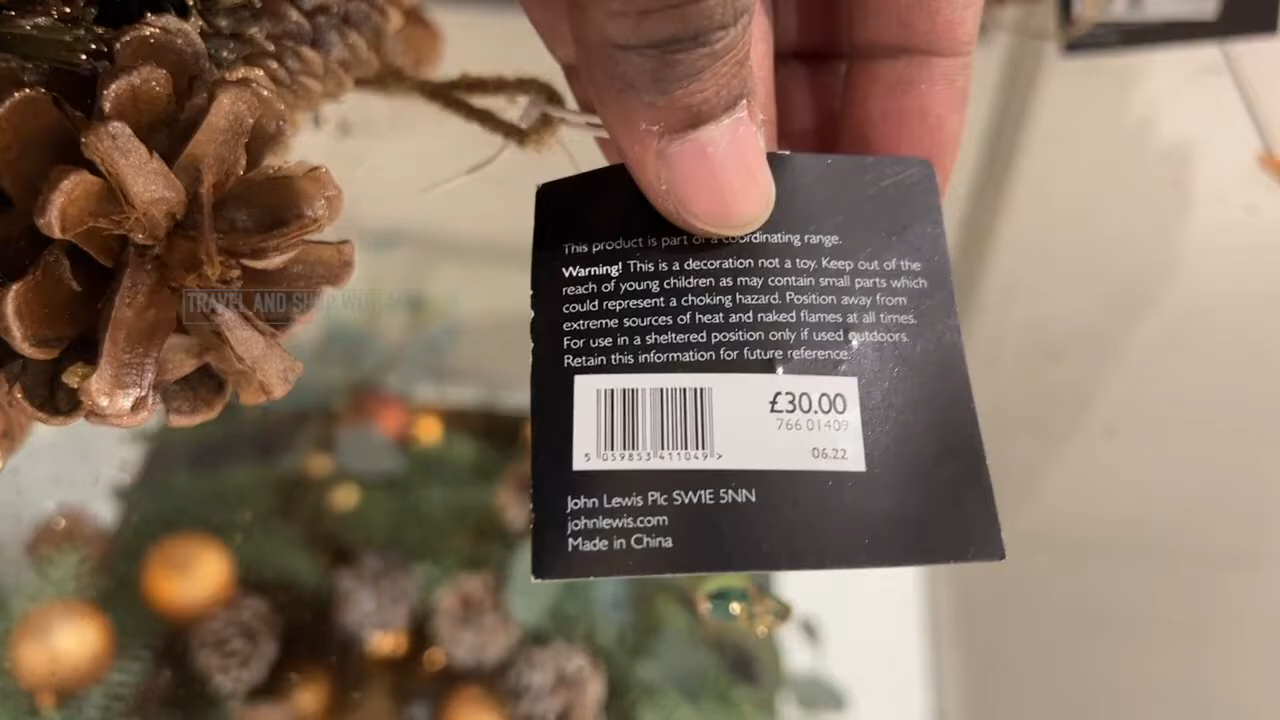 This product is part of a coordinating range.
Warning! This is a decoration not a toy. Keep out of the
reach of young children as may contain small parts which
could represent a choking hazard. Position away from
extreme sources of heat and naked flames at all times.
For use in a sheltered position only if used outdoors.
Retain this information for future reference.
£30.00
766 01409
5 059853 411049 >
06.22
John Lewis Plc SW1E 5NN
johnlewis.com
Made in China
TRAVEL AND SHOP WITH